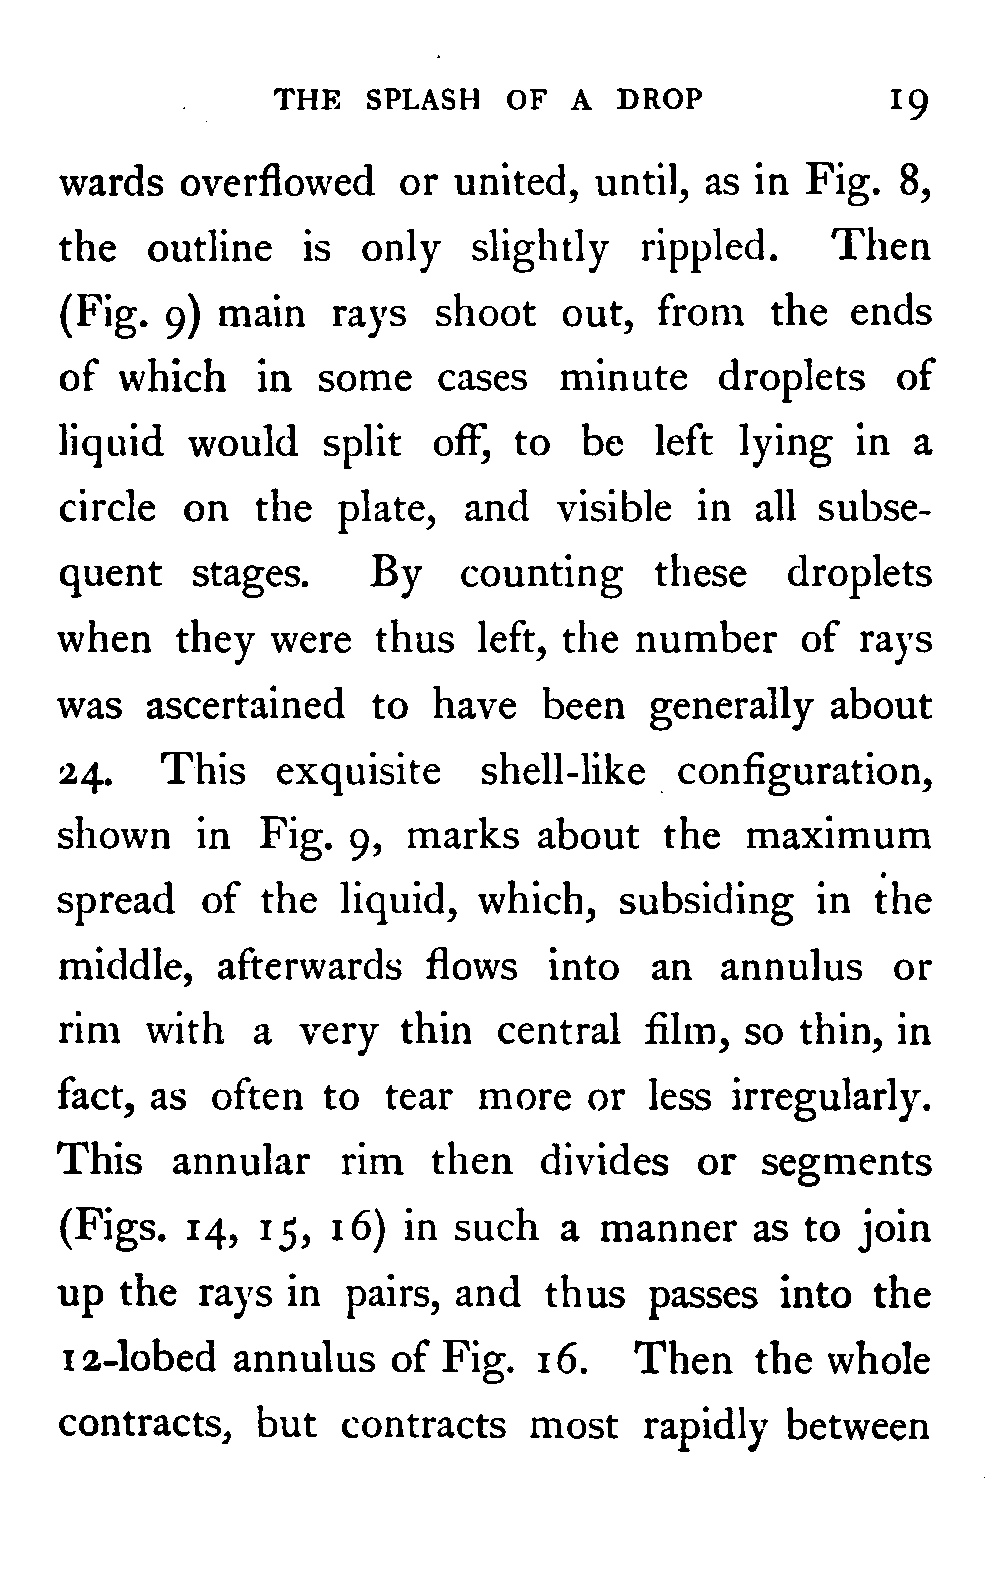 THE SPLASH OF A DROP 19
wards overflowed or united, until, as in Fig. 8,
the outline is only slightly rippled. Then
(Fig. 9) main rays shoot out, from the ends
of which in some cases minute droplets of
liquid would split off, to be left lying in a
circle on the plate, and visible in all subse-
quent stages. By counting these droplets
when they were thus left, the number of rays
was ascertained to have been generally about
24. This exquisite shell-like configuration,
shown in Fig. 9, marks about the maximum
spread of the liquid, which, subsiding in the
middle, afterwards flows into an annulus or
rim with a very thin central film, so thin, in
fact, as often to tear more or less irregularly.
This annular rim then divides or segments
(Figs. 14, 15, 16) in such a manner as to join
up the rays in pairs, and thus passes into the
12-lobed annulus of Fig. 16. Then the whole
contracts, but contracts most rapidly between